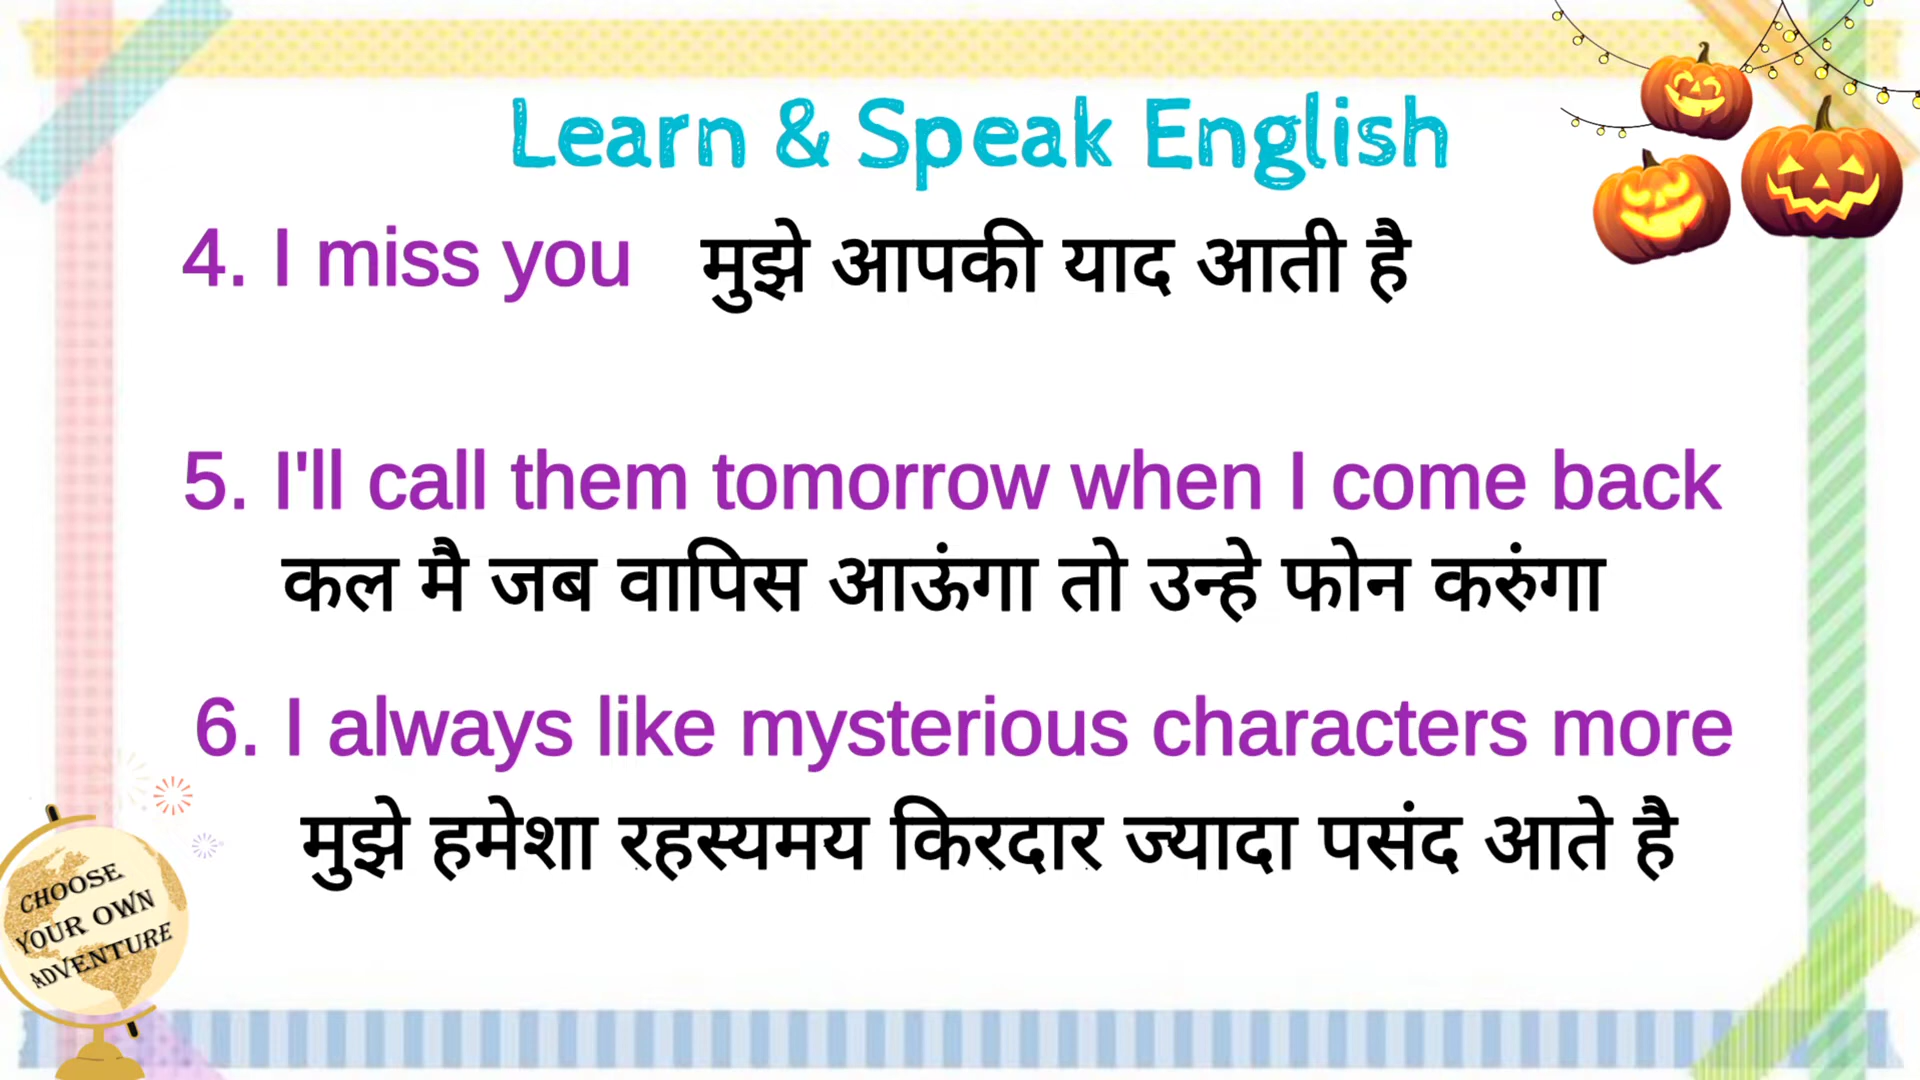 Learn & Speak English
4. I miss you मुझे आपकी याद आती है
5. I'll call them tomorrow when I come back
कल मै जब वापिस आऊंगा तो उन्हे फोन करुंगा
6. I always like mysterious characters more
मुझे हमेशा रहस्यमय किरदार ज्यादा पसंद आते है
CHOOSE
YOUR OWN
ADVENTURE